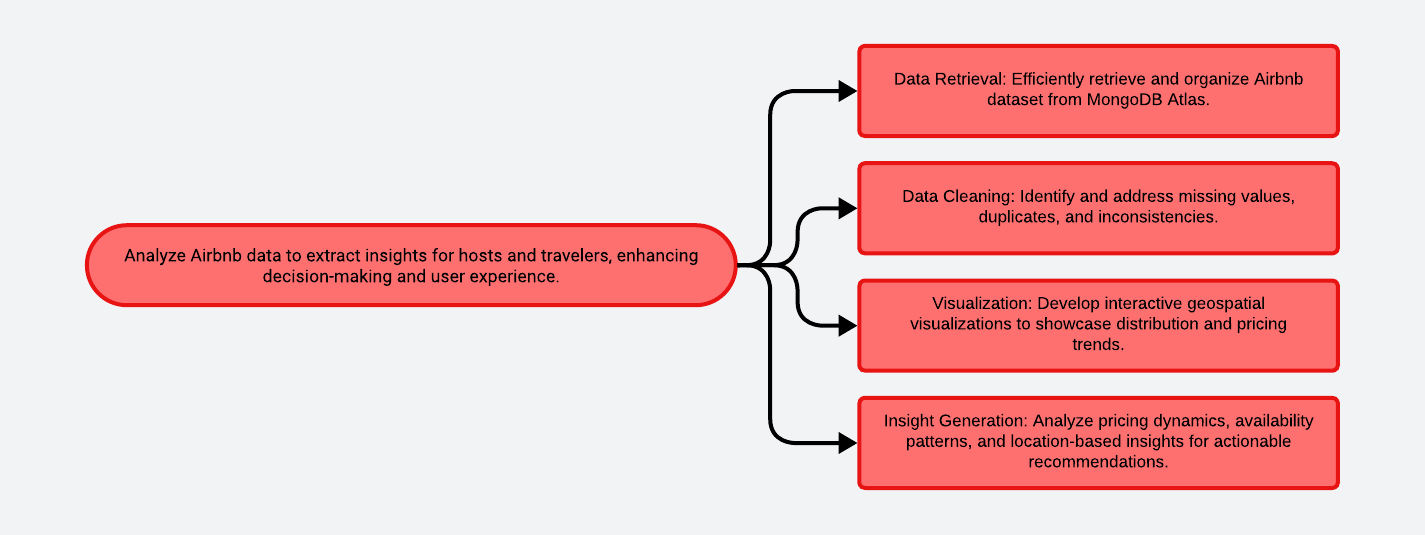 Analyze Airbnb data to extract insights for hosts and travelers, enhancing
decision-making and user experience.
Data Retrieval: Efficiently retrieve and organize Airbnb
dataset from MongoDB Atlas.
Data Cleaning: Identify and address missing values,
duplicates, and inconsistencies.
Visualization: Develop interactive geospatial
visualizations to showcase distribution and pricing
trends.
Insight Generation: Analyze pricing dynamics, availability
patterns, and location-based insights for actionable
recommendations.